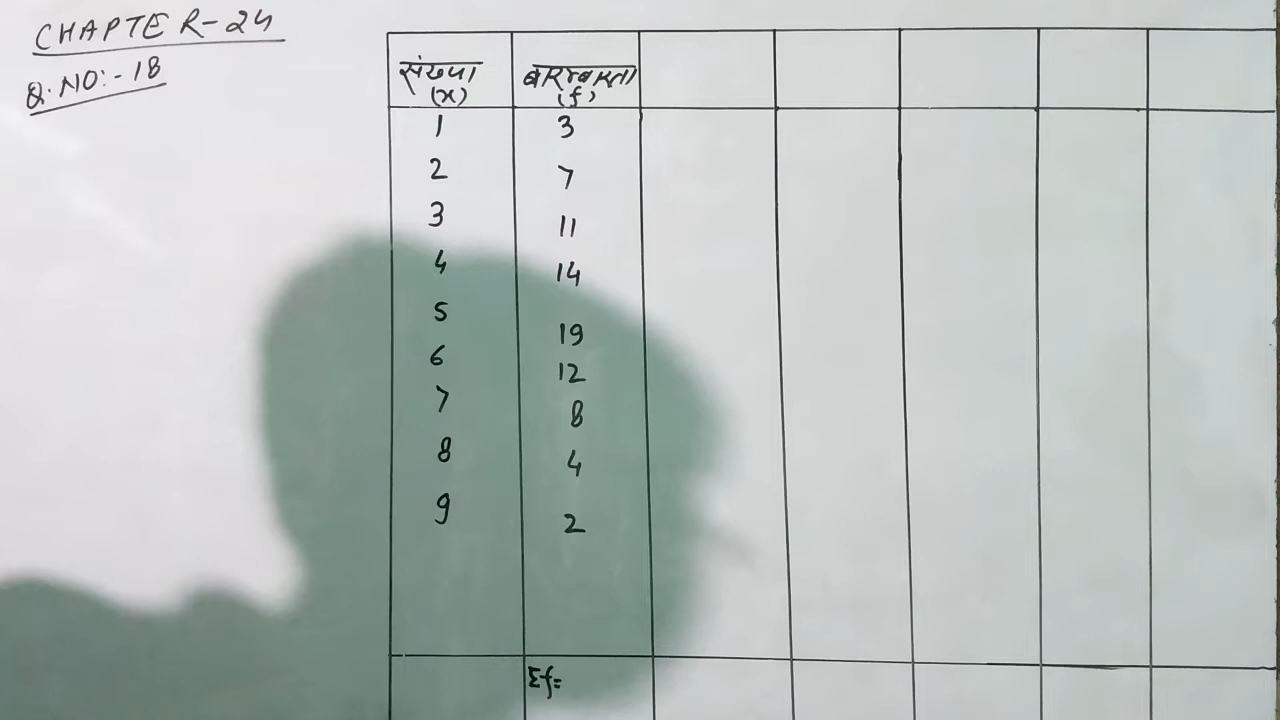 CHAPTER-24
Q.NO:-18
संख्या बारम्बारता
(x) (f)
1 3
2 7
3 11
4 14
5 19
6 12
7 8
8 4
9 2
Σf=